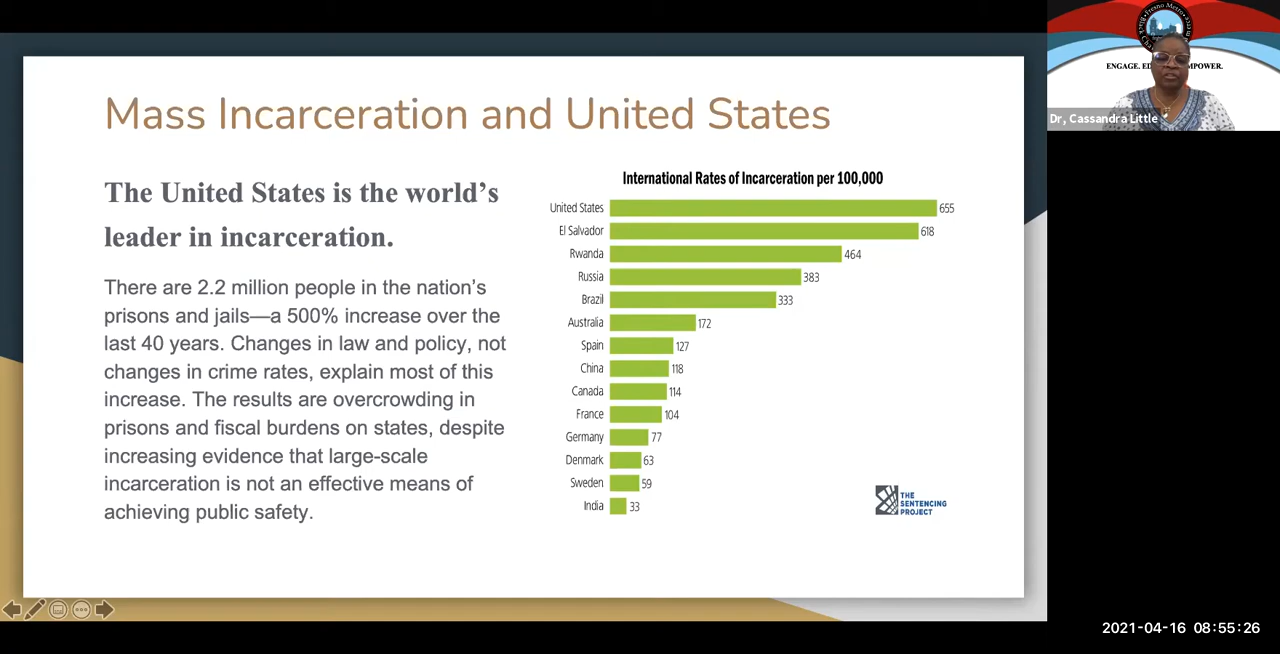 Mass Incarceration and United States
The United States is the world's
leader in incarceration.
There are 2.2 million people in the nation's
prisons and jails—a 500% increase over the
last 40 years. Changes in law and policy, not
changes in crime rates, explain most of this
increase. The results are overcrowding in
prisons and fiscal burdens on states, despite
increasing evidence that large-scale
incarceration is not an effective means of
achieving public safety.
International Rates of Incarceration per 100,000
United States 655
El Salvador 618
Rwanda 464
Russia 383
Brazil 333
Australia 172
Spain 127
China 118
Canada 114
France 104
Germany 77
Denmark 63
Sweden 59
India 33
THE
SENTENCING
PROJECT
Fresno Metro
ENGAGE.
Dr, Cassandra Little
2021-04-16 08:55:26